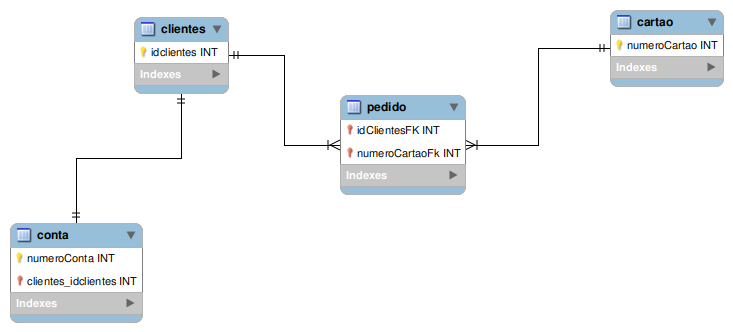 clientes
idclientes INT
Indexes
cartao
numeroCartao INT
Indexes
pedido
idClientesFK INT
numeroCartaoFk INT
Indexes
conta
numeroConta INT
clientes_idclientes INT
Indexes